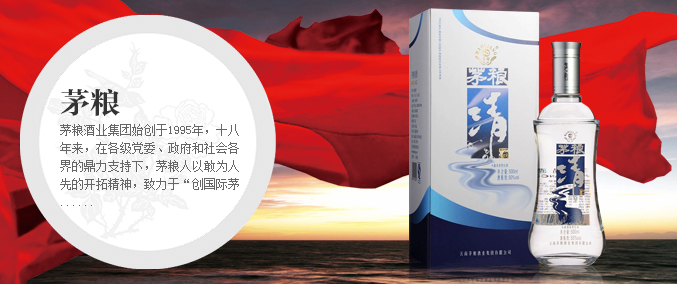 茅粮
茅粮酒业集团始创于1995年，十八
年来，在各级党委、政府和社会各
界的鼎力支持下，茅粮人以敢为人
先的开拓精神，致力于“创国际茅
......
茅粮
清
酒
茅粮
清